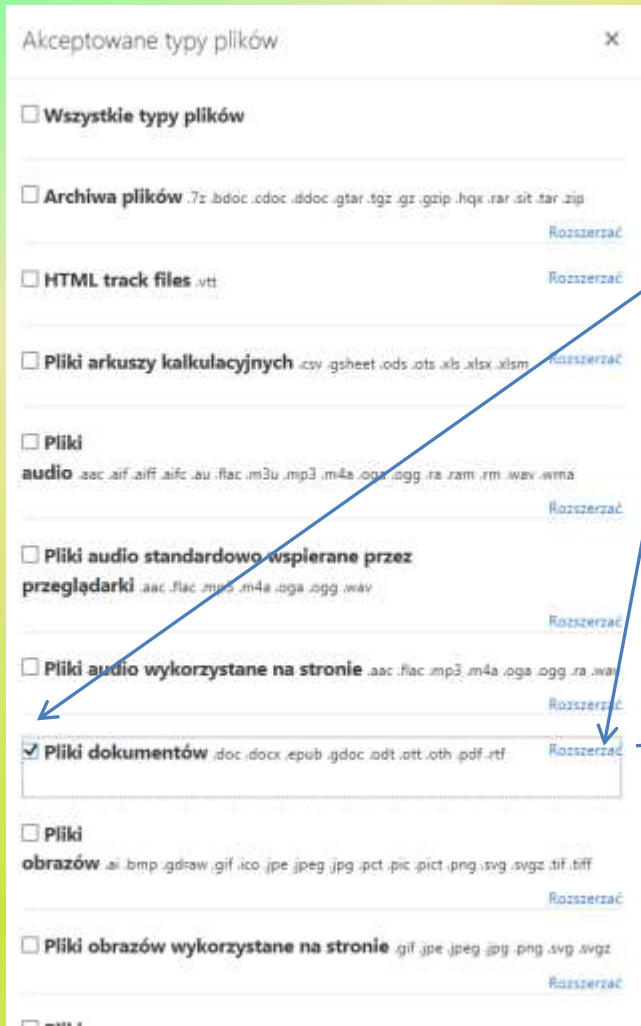 Akceptowane typy plików ×
Wszystkie typy plików
Archiwa plików .7z .bdoc .cdoc .ddoc .gtar .tgz .gz .gzip .hqx .rar .sit .tar .zip
Rozszerzać
HTML track files .vtt Rozszerzać
Pliki arkuszy kalkulacyjnych .csv .gsheet .ods .ots .xls .xlsx .xlsm Rozszerzać
Pliki
audio .aac .aif .aiff .aifc .au .flac .m3u .mp3 .m4a .oga .ogg .ra .ram .rm .wav .wma
Rozszerzać
Pliki audio standardowo wspierane przez
przeglądarki .aac .flac .mp3 .m4a .oga .ogg .wav
Rozszerzać
Pliki audio wykorzystane na stronie .aac .flac .mp3 .m4a .oga .ogg .ra .wav
Rozszerzać
Pliki dokumentów .doc .docx .epub .gdoc .odt .ott .oth .pdf .rtf Rozszerzać
Pliki
obrazów .ai .bmp .gdraw .gif .ico .jpe .jpeg .jpg .pct .pic .pict .png .svg .svgz .tif .tiff
Rozszerzać
Pliki obrazów wykorzystane na stronie .gif .jpe .jpeg .jpg .png .svg .svgz
Rozszerzać